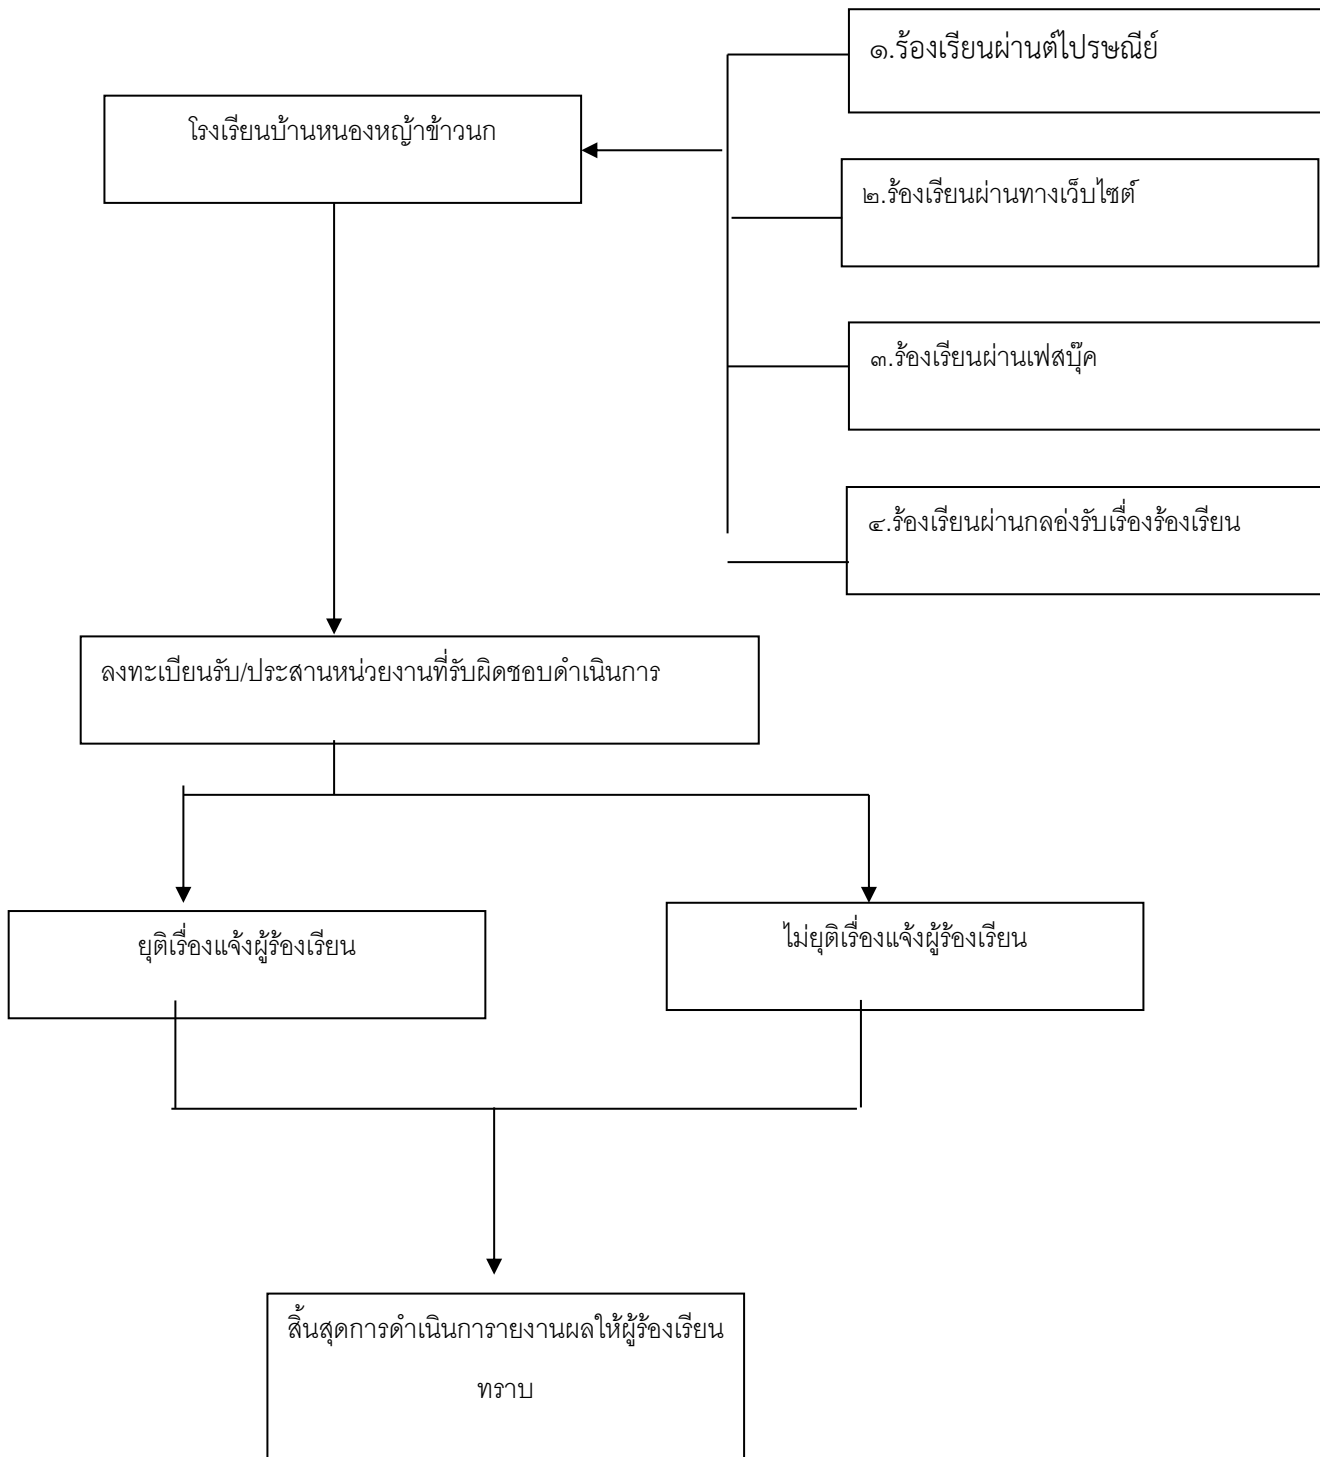 ๑.ร้องเรียนผ่านต์ไปรษณีย์
โรงเรียนบ้านหนองหญ้าข้าวนก
๒.ร้องเรียนผ่านทางเว็บไซต์
๓.ร้องเรียนผ่านเฟสบุ๊ค
๔.ร้องเรียนผ่านกลอ่งรับเรื่องร้องเรียน
ลงทะเบียนรับ/ประสานหน่วยงานที่รับผิดชอบดำเนินการ
ยุติเรื่องแจ้งผู้ร้องเรียน
ไม่ยุติเรื่องแจ้งผู้ร้องเรียน
สิ้นสุดการดำเนินการายงานผลให้ผู้ร้องเรียน
ทราบ